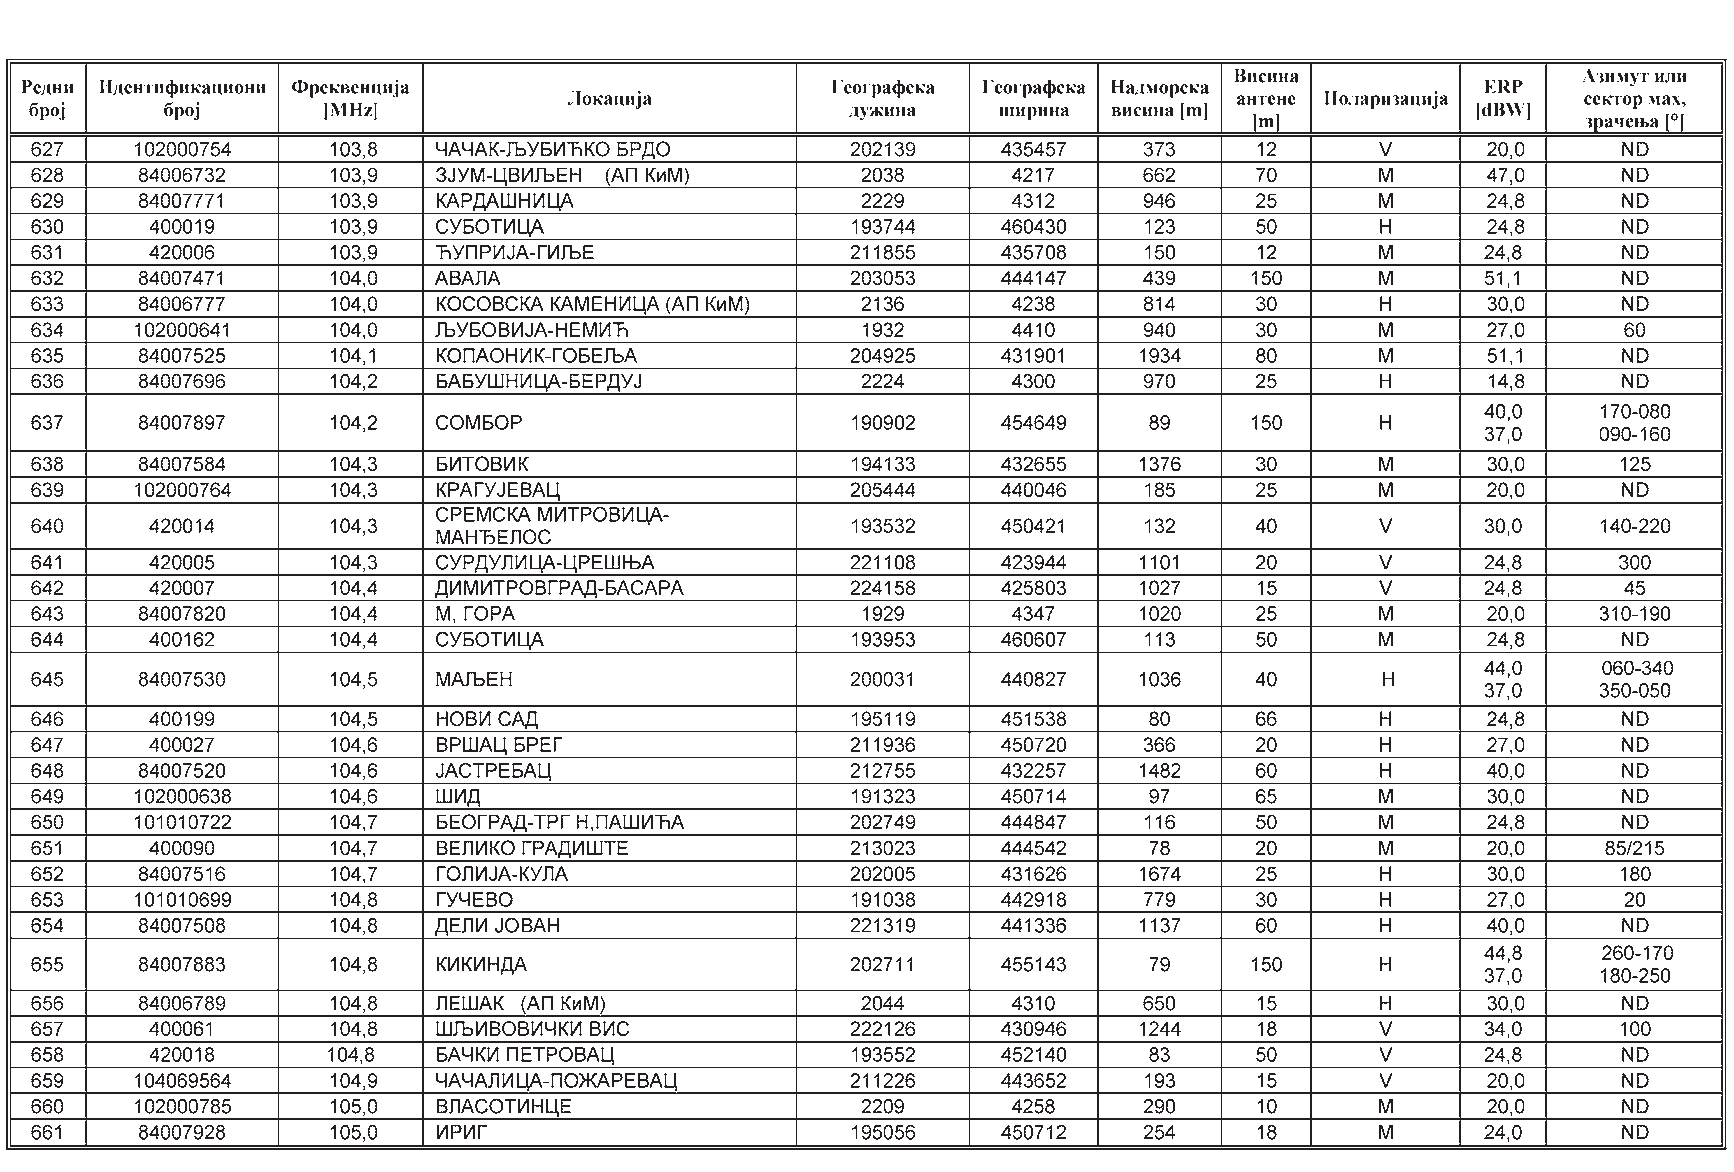 Редни број | Идентификациони број | Фреквенција [MHz] | Локација | Географска дужина | Географска ширина | Надморска висина [m] | Висина антене [m] | Поларизација | ERP [dBW] | Азимут или сектор мах, зрачења [°]
627 102000754 103,8 ЧАЧАК-ЉУБИЋКО БРДО 202139 435457 373 12 V 20,0 ND
628 84006732 103,9 ЗЈУМ-ЦВИЉЕН (АП КиМ) 2038 4217 662 70 M 47,0 ND
629 84007771 103,9 КАРДАШНИЦА 2229 4312 946 25 M 24,8 ND
630 400019 103,9 СУБОТИЦА 193744 460430 123 50 H 24,8 ND
631 420006 103,9 ЋУПРИЈА-ГИЉЕ 211855 435708 150 12 M 24,8 ND
632 84007471 104,0 АВАЛА 203053 444147 439 150 M 51,1 ND
633 84006777 104,0 КОСОВСКА КАМЕНИЦА (АП КиМ) 2136 4238 814 30 H 30,0 ND
634 102000641 104,0 ЉУБОВИЈА-НЕМИЋ 1932 4410 940 30 M 27,0 60
635 84007525 104,1 КОПАОНИК-ГОБЕЉА 204925 431901 1934 80 M 51,1 ND
636 84007696 104,2 БАБУШНИЦА-БЕРДУЈ 2224 4300 970 25 H 14,8 ND
637 84007897 104,2 СОМБОР 190902 454649 89 150 H 40,0 170-080
37,0 090-160
638 84007584 104,3 БИТОВИК 194133 432655 1376 30 M 30,0 125
639 102000764 104,3 КРАГУЈЕВАЦ 205444 440046 185 25 M 20,0 ND
640 420014 104,3 СРЕМСКА МИТРОВИЦА-
МАНЂЕЛОС 193532 450421 132 40 V 30,0 140-220
641 420005 104,3 СУРДУЛИЦА-ЦРЕШЊА 221108 423944 1101 20 V 24,8 300
642 420007 104,4 ДИМИТРОВГРАД-БАСАРА 224158 425803 1027 15 V 24,8 45
643 84007820 104,4 М, ГОРА 1929 4347 1020 25 M 20,0 310-190
644 400162 104,4 СУБОТИЦА 193953 460607 113 50 M 24,8 ND
645 84007530 104,5 МАЉЕН 200031 440827 1036 40 H 44,0 060-340
37,0 350-050
646 400199 104,5 НОВИ САД 195119 451538 80 66 H 24,8 ND
647 400027 104,6 ВРШАЦ БРЕГ 211936 450720 366 20 H 27,0 ND
648 84007520 104,6 ЈАСТРЕБАЦ 212755 432257 1482 60 H 40,0 ND
649 102000638 104,6 ШИД 191323 450714 97 65 M 30,0 ND
650 101010722 104,7 БЕОГРАД-ТРГ Н,ПАШИЋА 202749 444847 116 50 M 24,8 ND
651 400090 104,7 ВЕЛИКО ГРАДИШТЕ 213023 444542 78 20 M 20,0 85/215
652 84007516 104,7 ГОЛИЈА-КУЛА 202005 431626 1674 25 H 30,0 180
653 101010699 104,8 ГУЧЕВО 191038 442918 779 30 H 27,0 20
654 84007508 104,8 ДЕЛИ ЈОВАН 221319 441336 1137 60 H 40,0 ND
655 84007883 104,8 КИКИНДА 202711 455143 79 150 H 44,8 260-170
37,0 180-250
656 84006789 104,8 ЛЕШАК (АП КиМ) 2044 4310 650 15 H 30,0 ND
657 400061 104,8 ШЉИВОВИЧКИ ВИС 222126 430946 1244 18 V 34,0 100
658 420018 104,8 БАЧКИ ПЕТРОВАЦ 193552 452140 83 50 V 24,8 ND
659 104069564 104,9 ЧАЧАЛИЦА-ПОЖАРЕВАЦ 211226 443652 193 15 V 20,0 ND
660 102000785 105,0 ВЛАСОТИНЦЕ 2209 4258 290 10 M 20,0 ND
661 84007928 105,0 ИРИГ 195056 450712 254 18 M 24,0 ND